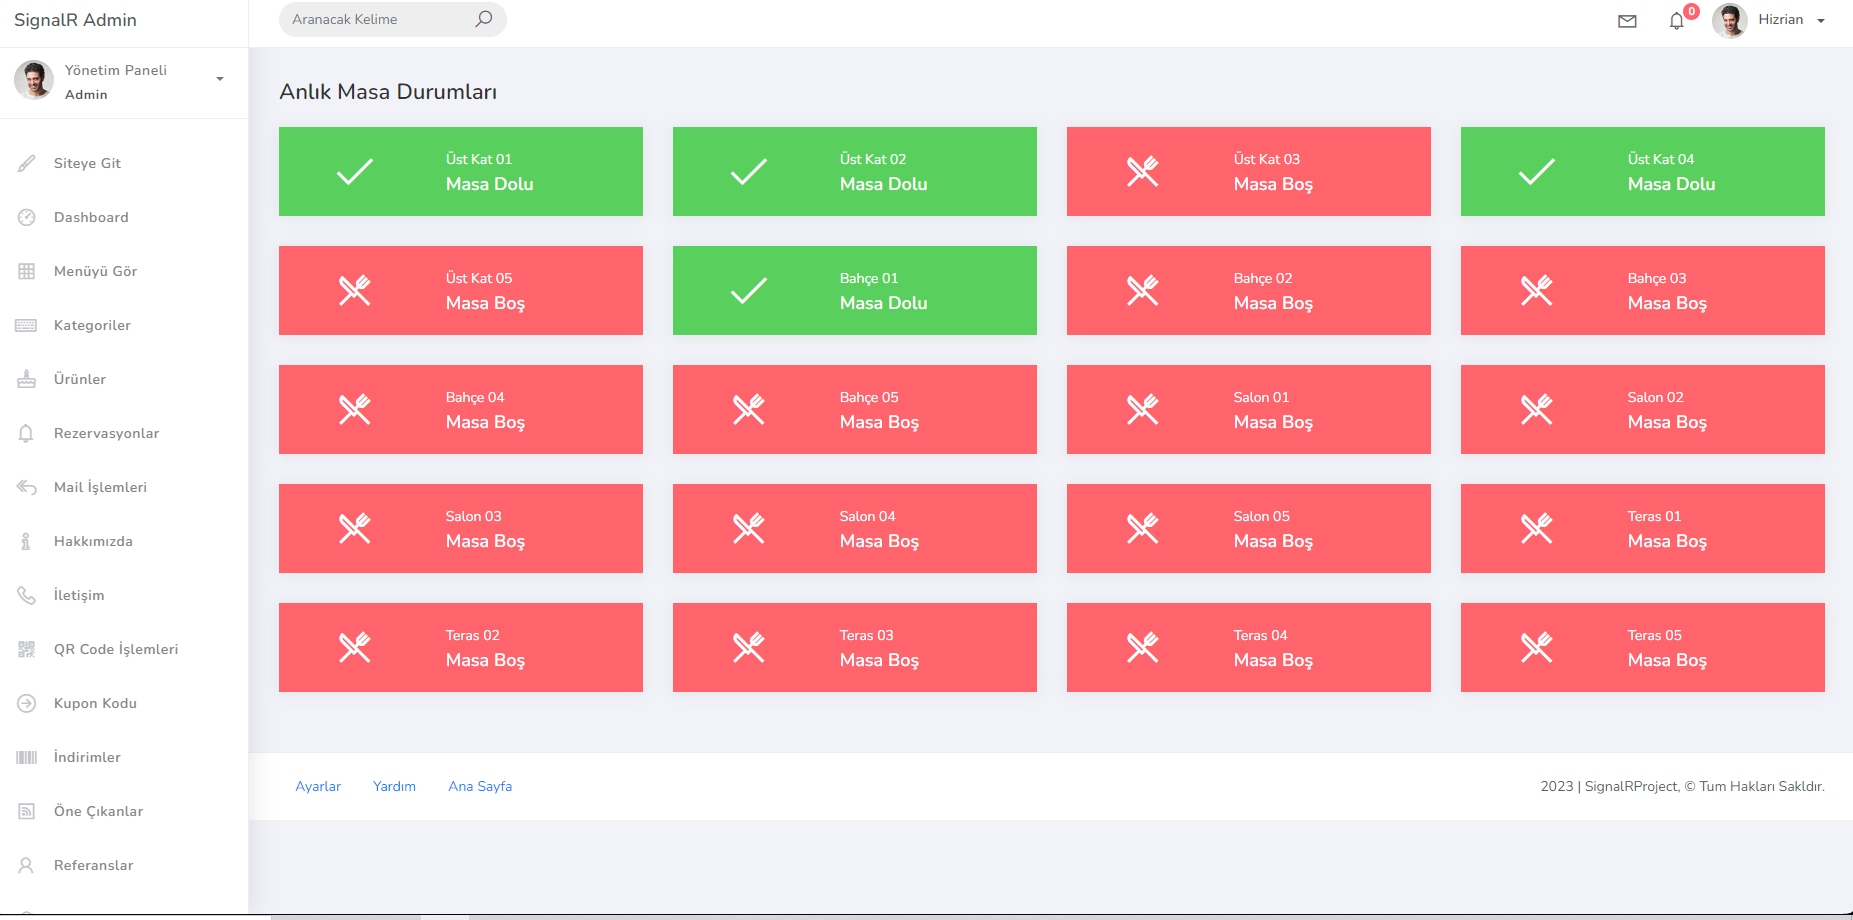 SignalR Admin
Aranacak Kelime
0
Hizrian
Yönetim Paneli
Admin
Siteye Git
Dashboard
Menüyü Gör
Kategoriler
Ürünler
Rezervasyonlar
Mail İşlemleri
Hakkımızda
İletişim
QR Code İşlemleri
Kupon Kodu
İndirimler
Öne Çıkanlar
Referanslar
Anlık Masa Durumları
Üst Kat 01
Masa Dolu
Üst Kat 02
Masa Dolu
Üst Kat 03
Masa Boş
Üst Kat 04
Masa Dolu
Üst Kat 05
Masa Boş
Bahçe 01
Masa Dolu
Bahçe 02
Masa Boş
Bahçe 03
Masa Boş
Bahçe 04
Masa Boş
Bahçe 05
Masa Boş
Salon 01
Masa Boş
Salon 02
Masa Boş
Salon 03
Masa Boş
Salon 04
Masa Boş
Salon 05
Masa Boş
Teras 01
Masa Boş
Teras 02
Masa Boş
Teras 03
Masa Boş
Teras 04
Masa Boş
Teras 05
Masa Boş
Ayarlar Yardım Ana Sayfa
2023 | SignalRProject, © Tum Hakları Sakldır.